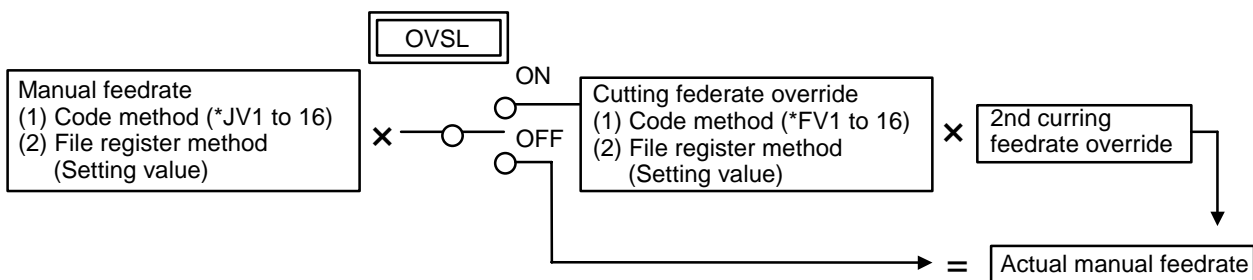 OVSL
Manual feedrate
(1) Code method (*JV1 to 16)
(2) File register method
(Setting value)
×
ON
OFF
Cutting federate override
(1) Code method (*FV1 to 16)
(2) File register method
(Setting value)
×
2nd curring
feedrate override
=
Actual manual feedrate